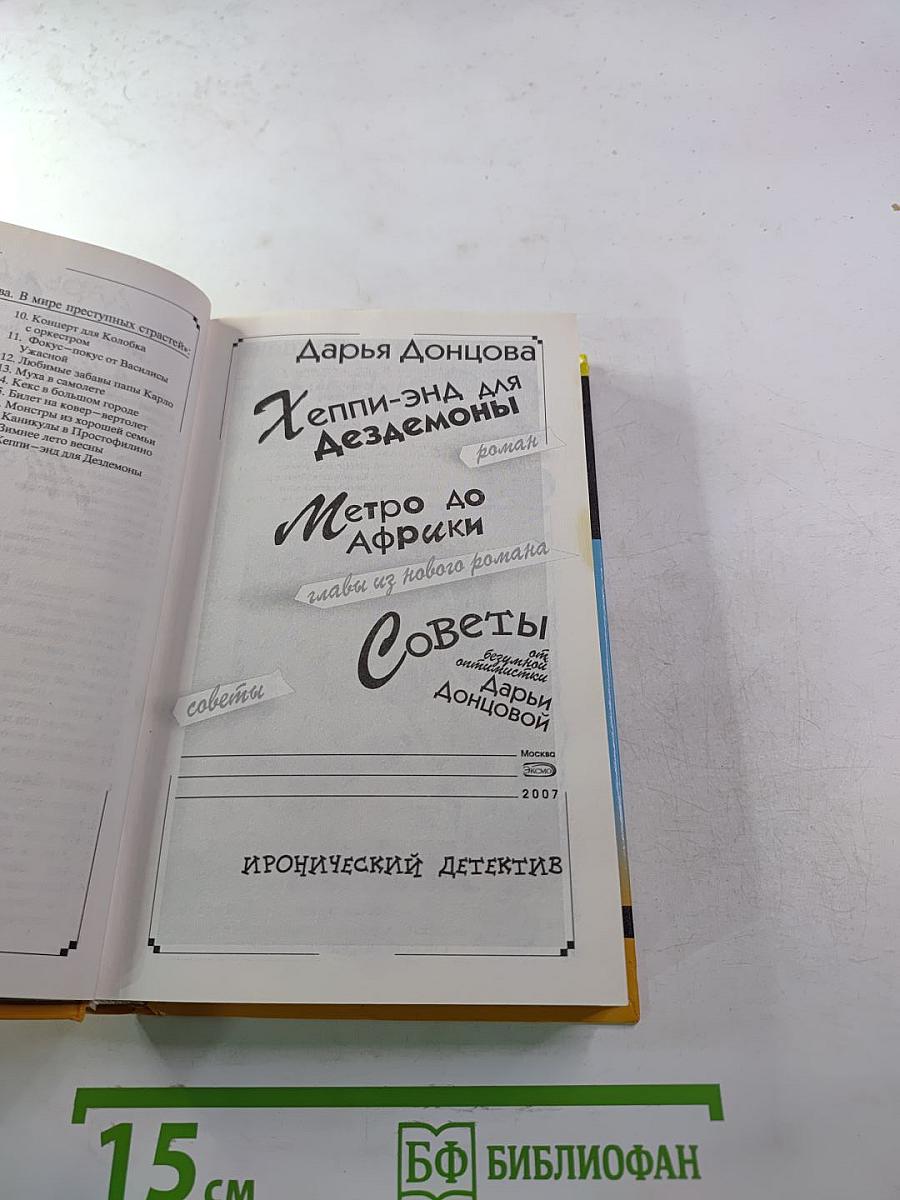 В мире преступных страстей»:
10. Концерт для Колобка
с оркестром
11. Фокус-покус от Василисы
Ужасной
12. Любимые забавы папы Карло
13. Муха в самолете
4. Кекс в большом городе
Билет на ковер-вертолет
Монстры из хорошей семьи
Каникулы в Простофилино
Зимнее лето весны
Хеппи-энд для Дездемоны
Дарья Донцова
Хеппи-энд для
Дездемоны
роман
Метро до
Африки
главы из нового романа
Советы
от
безумной
оптимистки
Дарьи
Донцовой
советы
Москва
ЭКСМО
2007
ИРОНИЧЕСКИЙ ДЕТЕКТИВ
15 см
БФ БИБЛИОФАН